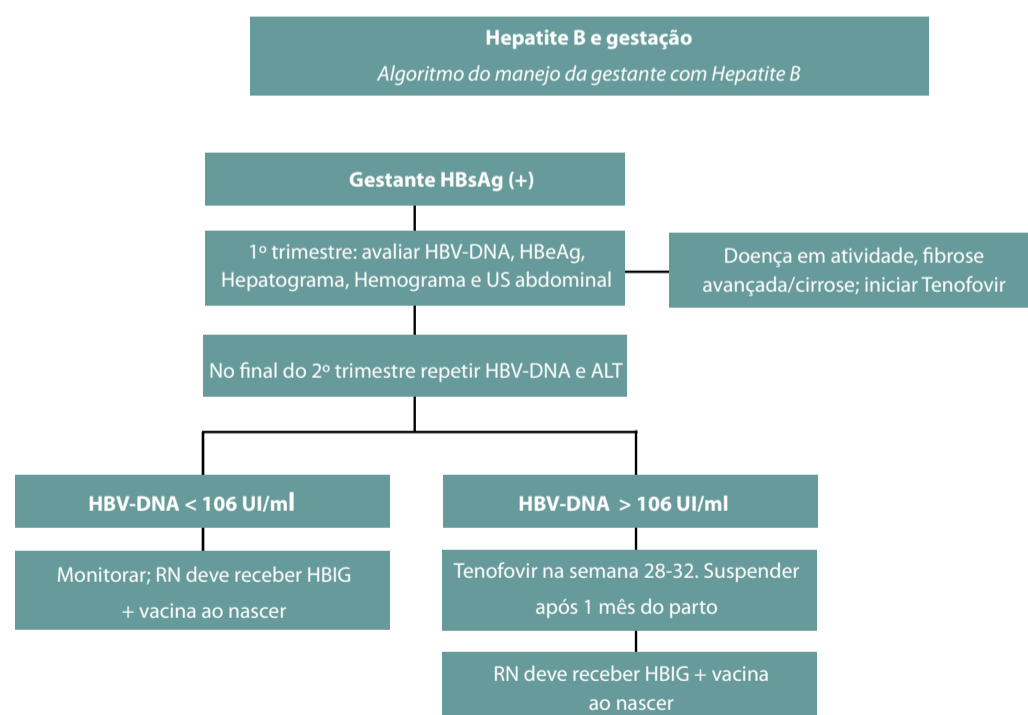 Hepatite B e gestação
Algoritmo do manejo da gestante com Hepatite B
Gestante HBsAg (+)
1º trimestre: avaliar HBV-DNA, HBeAg,
Hepatograma, Hemograma e US abdominal
Doença em atividade, fibrose
avançada/cirrose; iniciar Tenofovir
No final do 2º trimestre repetir HBV-DNA e ALT
HBV-DNA < 106 UI/ml
Monitorar; RN deve receber HBIG
+ vacina ao nascer
HBV-DNA > 106 UI/ml
Tenofovir na semana 28-32. Suspender
após 1 mês do parto
RN deve receber HBIG + vacina
ao nascer